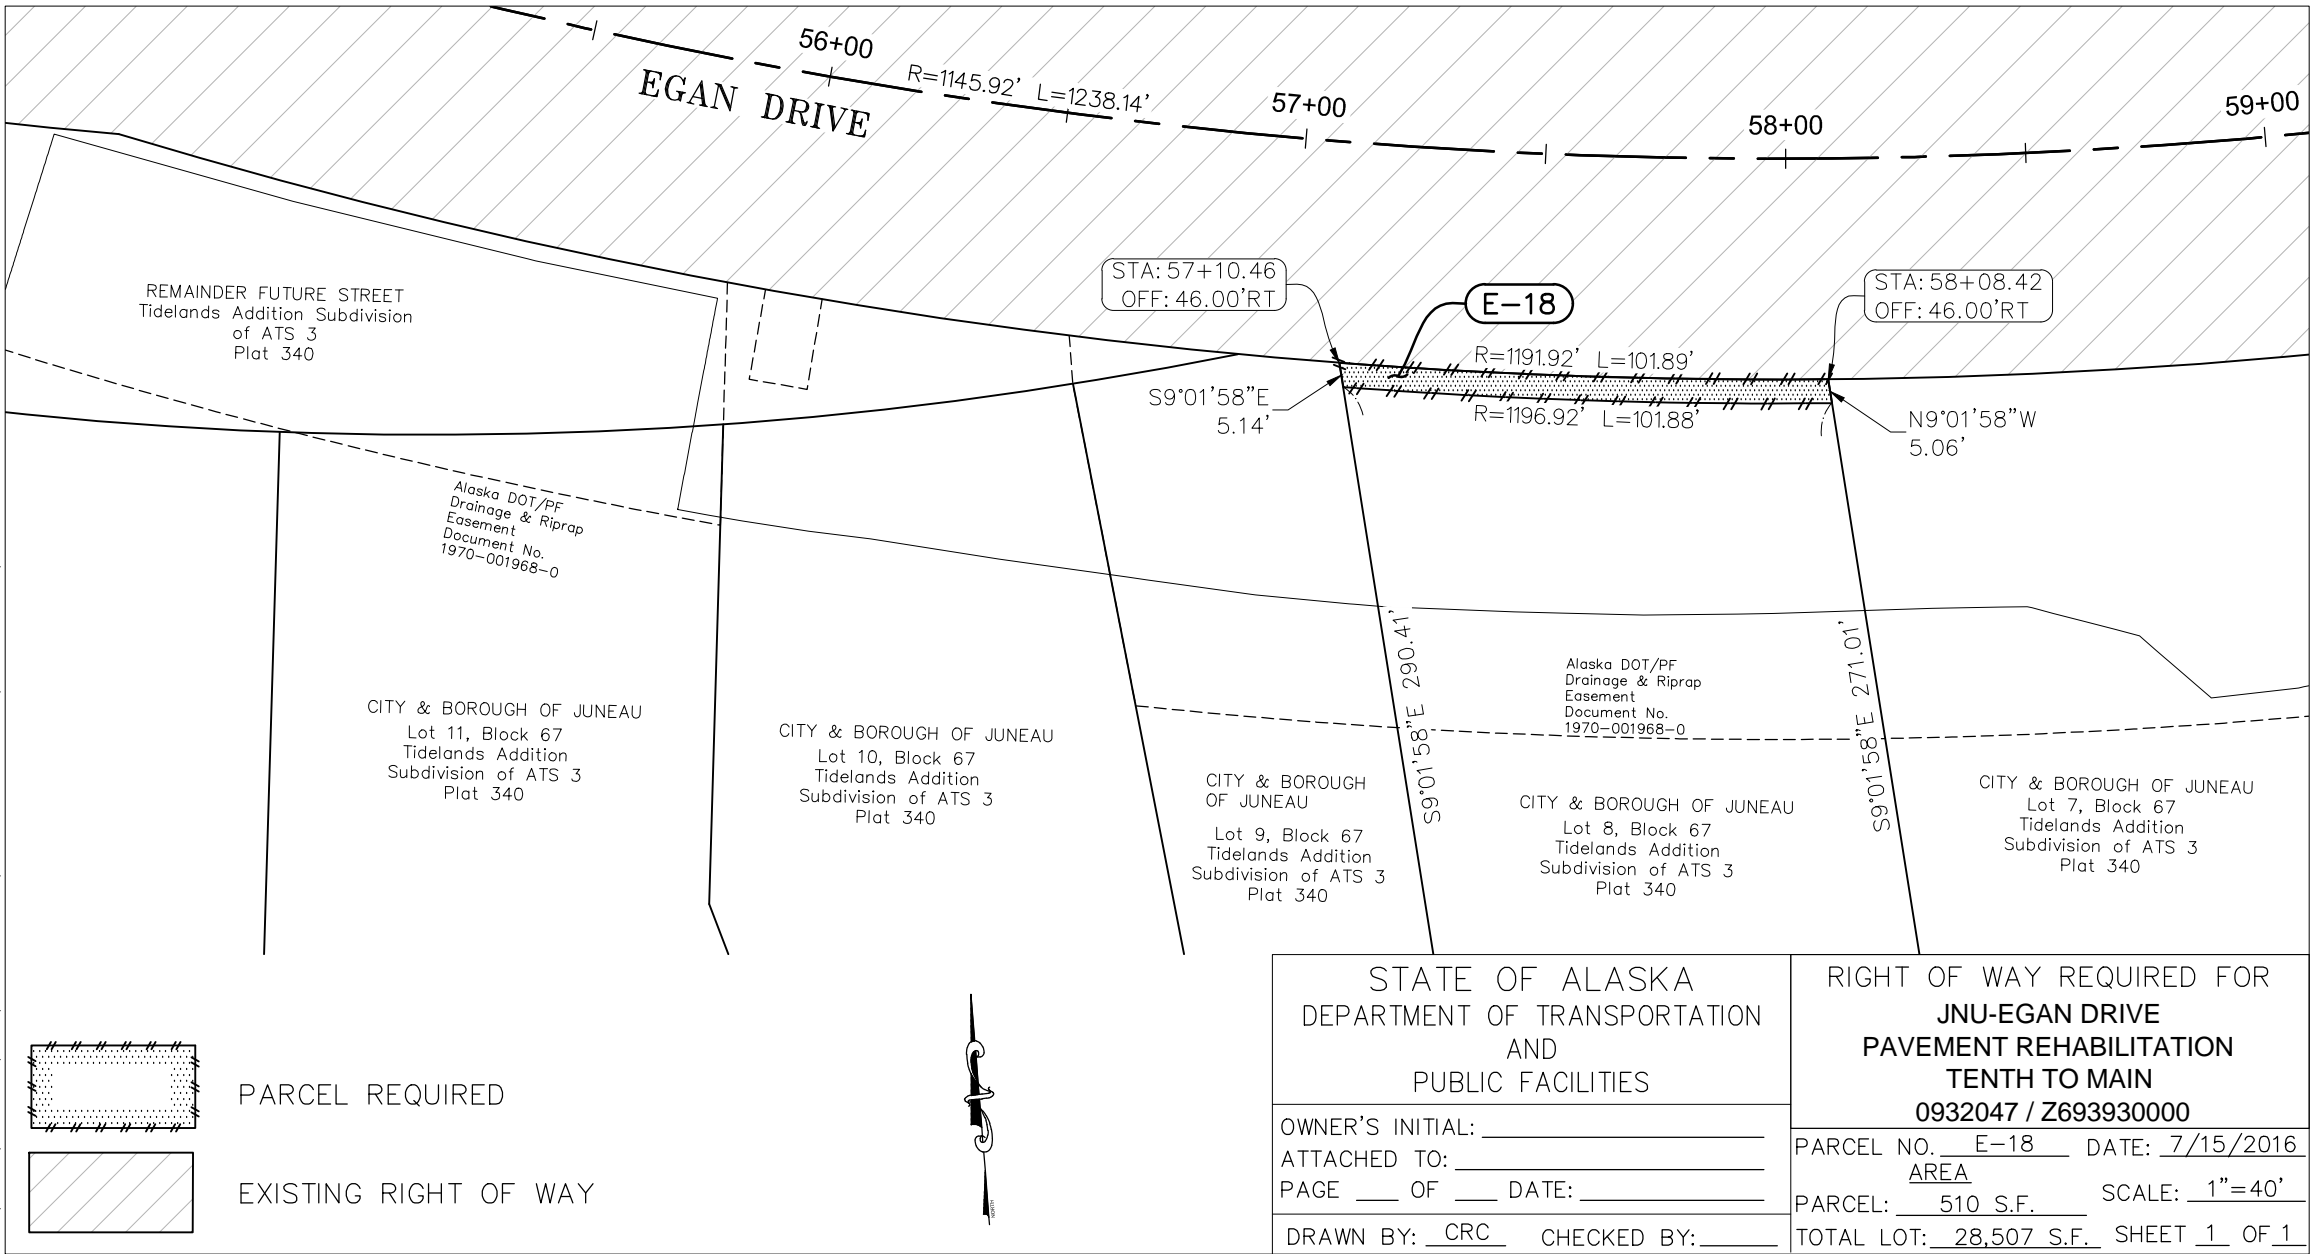 56+00
R=1145.92' L=1238.14'
EGAN DRIVE
57+00
58+00
59+00
REMAINDER FUTURE STREET
Tidelands Addition Subdivision
of ATS 3
Plat 340
STA: 57+10.46
OFF: 46.00'RT
E-18
STA: 58+08.42
OFF: 46.00'RT
R=1191.92' L=101.89'
S9°01'58"E
5.14'
R=1196.92' L=101.88'
N9°01'58"W
5.06'
Alaska DOT/PF
Drainage & Riprap
Easement
Document No.
1970-001968-0
S9°01'58"E 290.41'
Alaska DOT/PF
Drainage & Riprap
Easement
Document No.
1970-001968-0
S9°01'58"E 271.01'
CITY & BOROUGH OF JUNEAU
Lot 11, Block 67
Tidelands Addition
Subdivision of ATS 3
Plat 340
CITY & BOROUGH OF JUNEAU
Lot 10, Block 67
Tidelands Addition
Subdivision of ATS 3
Plat 340
CITY & BOROUGH
OF JUNEAU
Lot 9, Block 67
Tidelands Addition
Subdivision of ATS 3
Plat 340
CITY & BOROUGH OF JUNEAU
Lot 8, Block 67
Tidelands Addition
Subdivision of ATS 3
Plat 340
CITY & BOROUGH OF JUNEAU
Lot 7, Block 67
Tidelands Addition
Subdivision of ATS 3
Plat 340
PARCEL REQUIRED
EXISTING RIGHT OF WAY
NORTH
STATE OF ALASKA
DEPARTMENT OF TRANSPORTATION
AND
PUBLIC FACILITIES
OWNER'S INITIAL:
ATTACHED TO:
PAGE OF DATE:
DRAWN BY: CRC CHECKED BY:
RIGHT OF WAY REQUIRED FOR
JNU-EGAN DRIVE
PAVEMENT REHABILITATION
TENTH TO MAIN
0932047 / Z693930000
PARCEL NO. E-18 DATE: 7/15/2016
AREA
PARCEL: 510 S.F. SCALE: 1"=40'
TOTAL LOT: 28,507 S.F. SHEET 1 OF 1